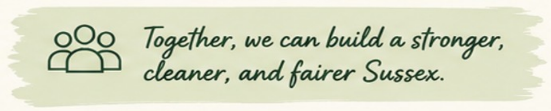 Together, we can build a stronger,
cleaner, and fairer Sussex.